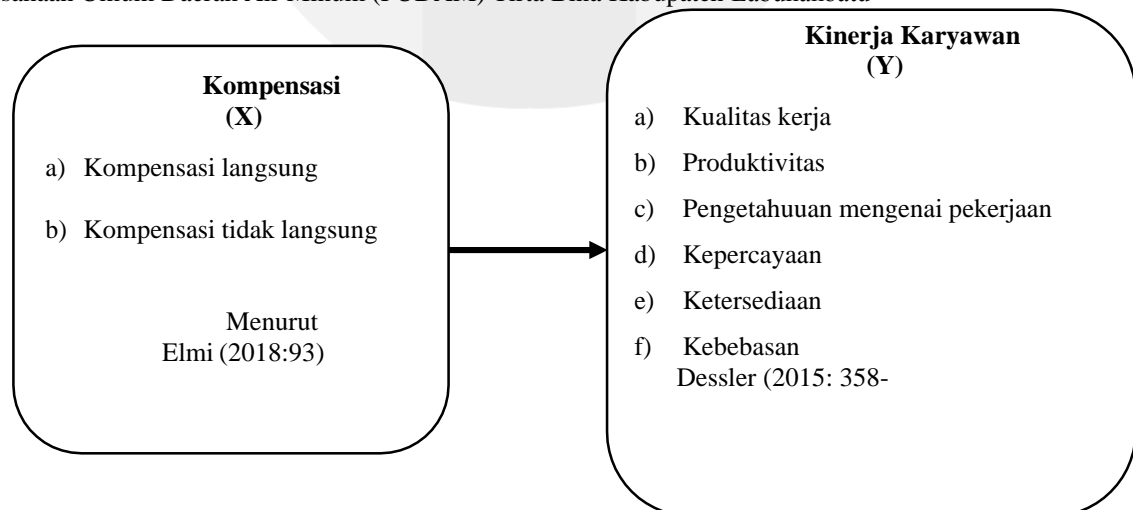 Kompensasi
(X)
a) Kompensasi langsung
b) Kompensasi tidak langsung
Menurut
Elmi (2018:93)
Kinerja Karyawan
(Y)
a) Kualitas kerja
b) Produktivitas
c) Pengetahuuan mengenai pekerjaan
d) Kepercayaan
e) Ketersediaan
f) Kebebasan
Dessler (2015: 358-